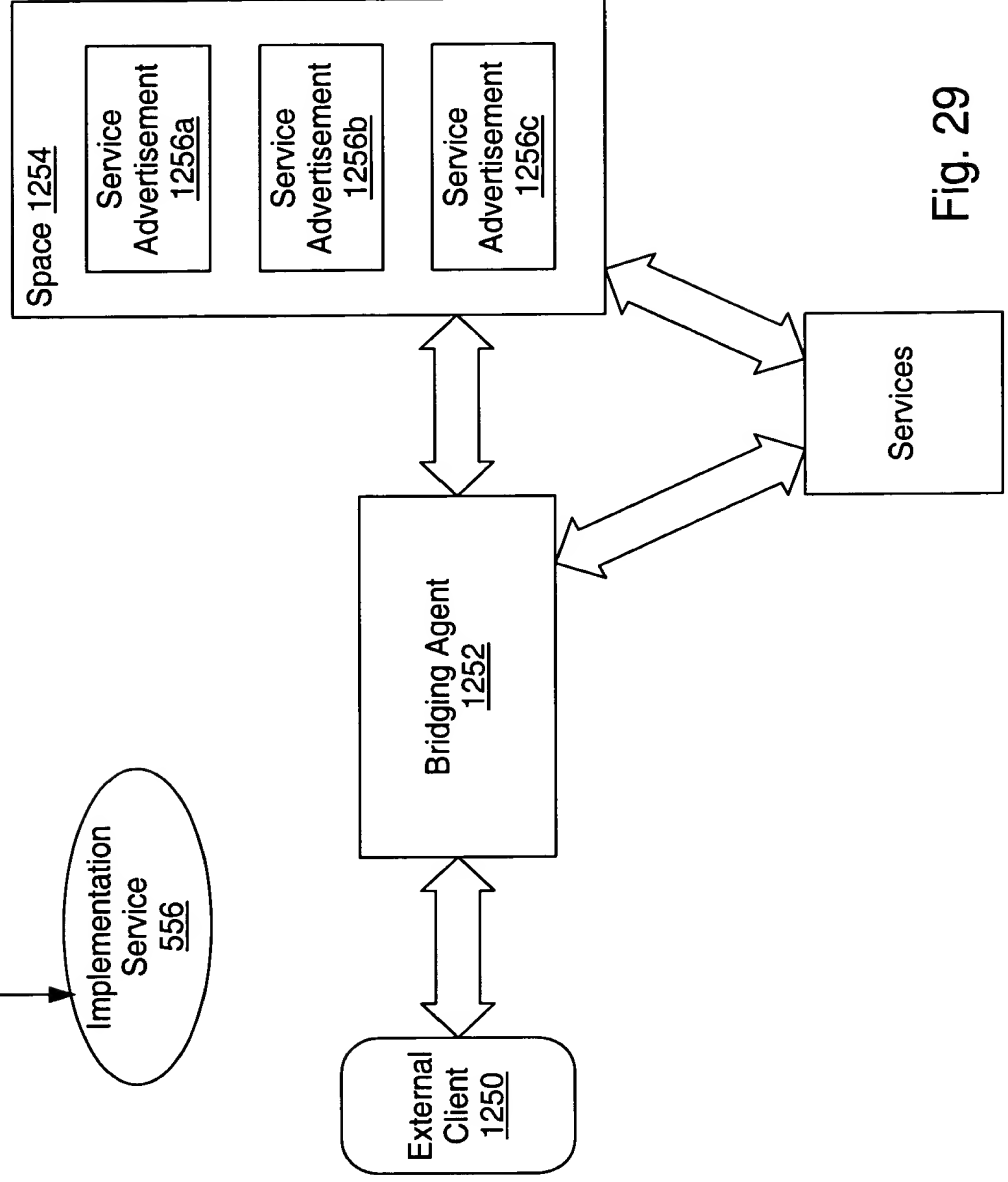 Implementation
Service
556
External
Client
1250
Bridging Agent
1252
Space 1254
Service
Advertisement
1256a
Service
Advertisement
1256b
Service
Advertisement
1256c
Services
Fig. 29